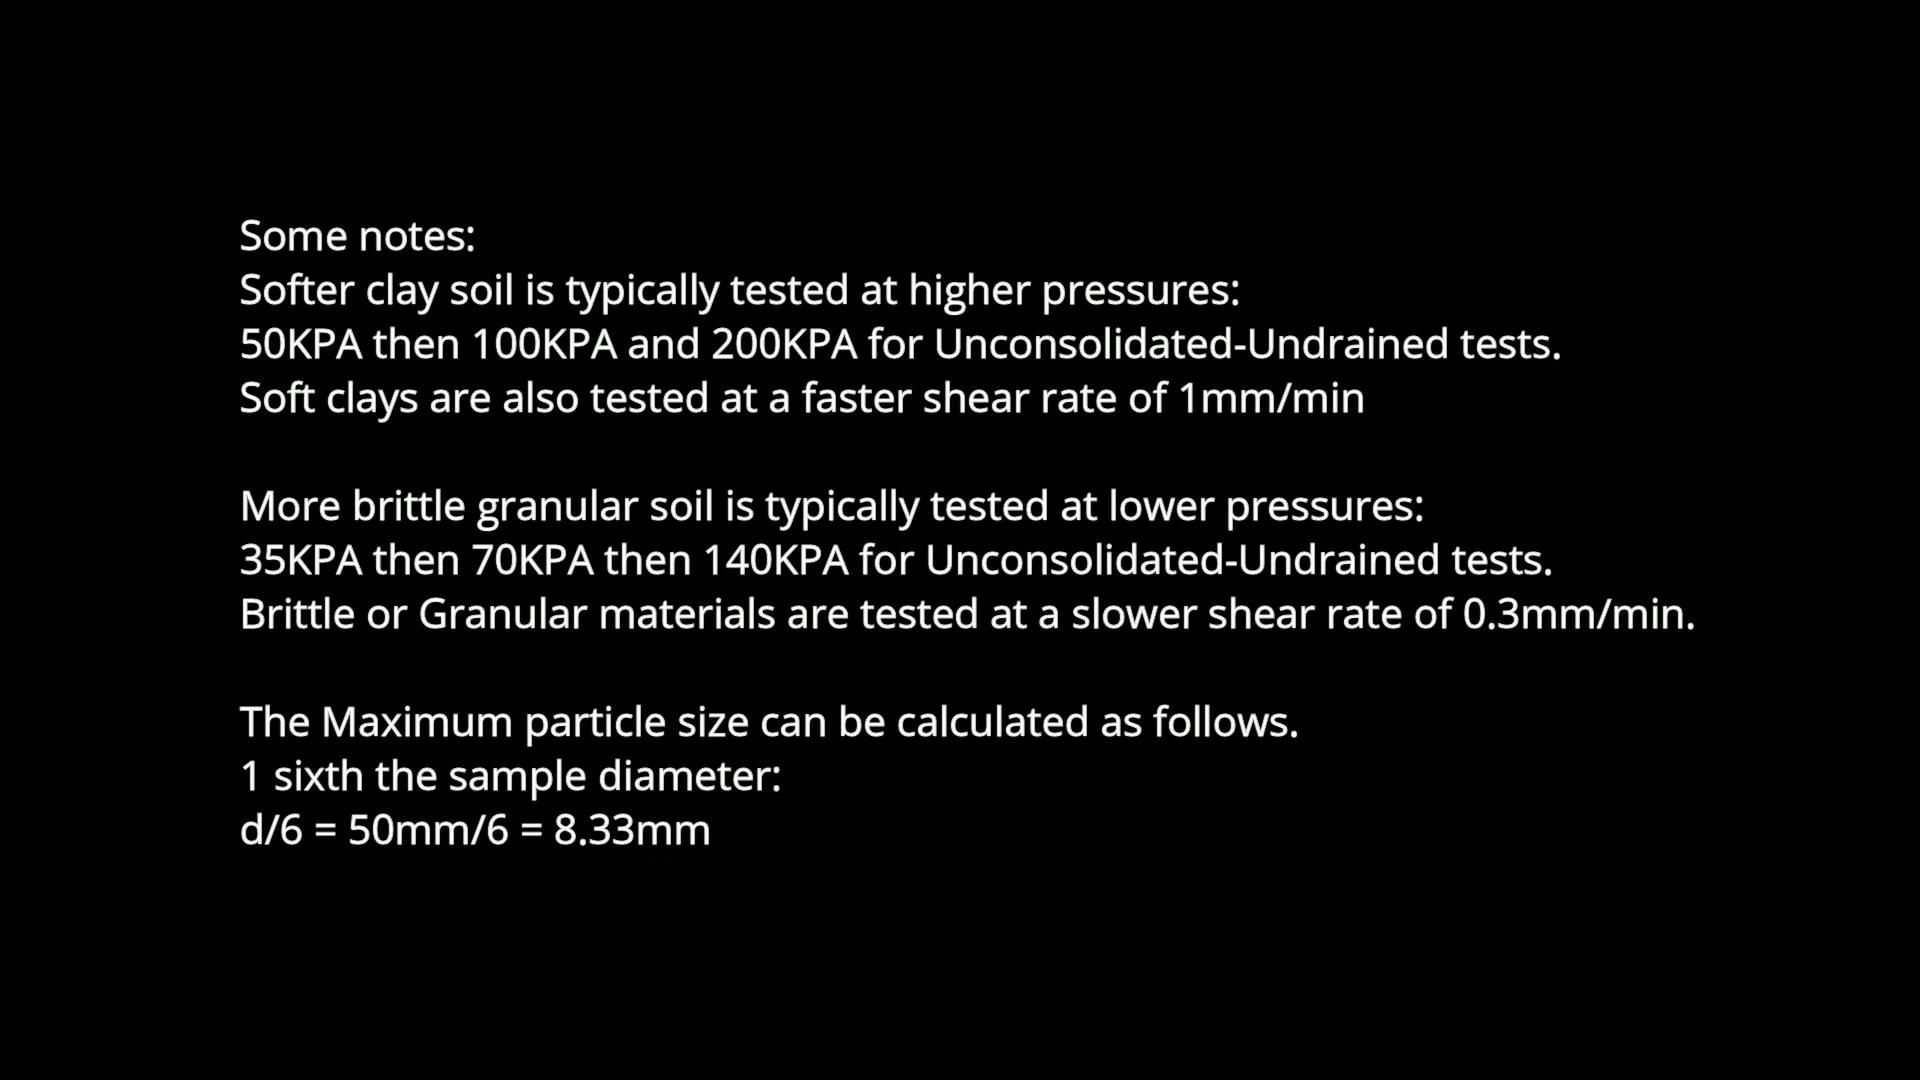 Some notes:
Softer clay soil is typically tested at higher pressures:
50KPA then 100KPA and 200KPA for Unconsolidated-Undrained tests.
Soft clays are also tested at a faster shear rate of 1mm/min
More brittle granular soil is typically tested at lower pressures:
35KPA then 70KPA then 140KPA for Unconsolidated-Undrained tests.
Brittle or Granular materials are tested at a slower shear rate of 0.3mm/min.
The Maximum particle size can be calculated as follows.
1 sixth the sample diameter:
d/6 = 50mm/6 = 8.33mm